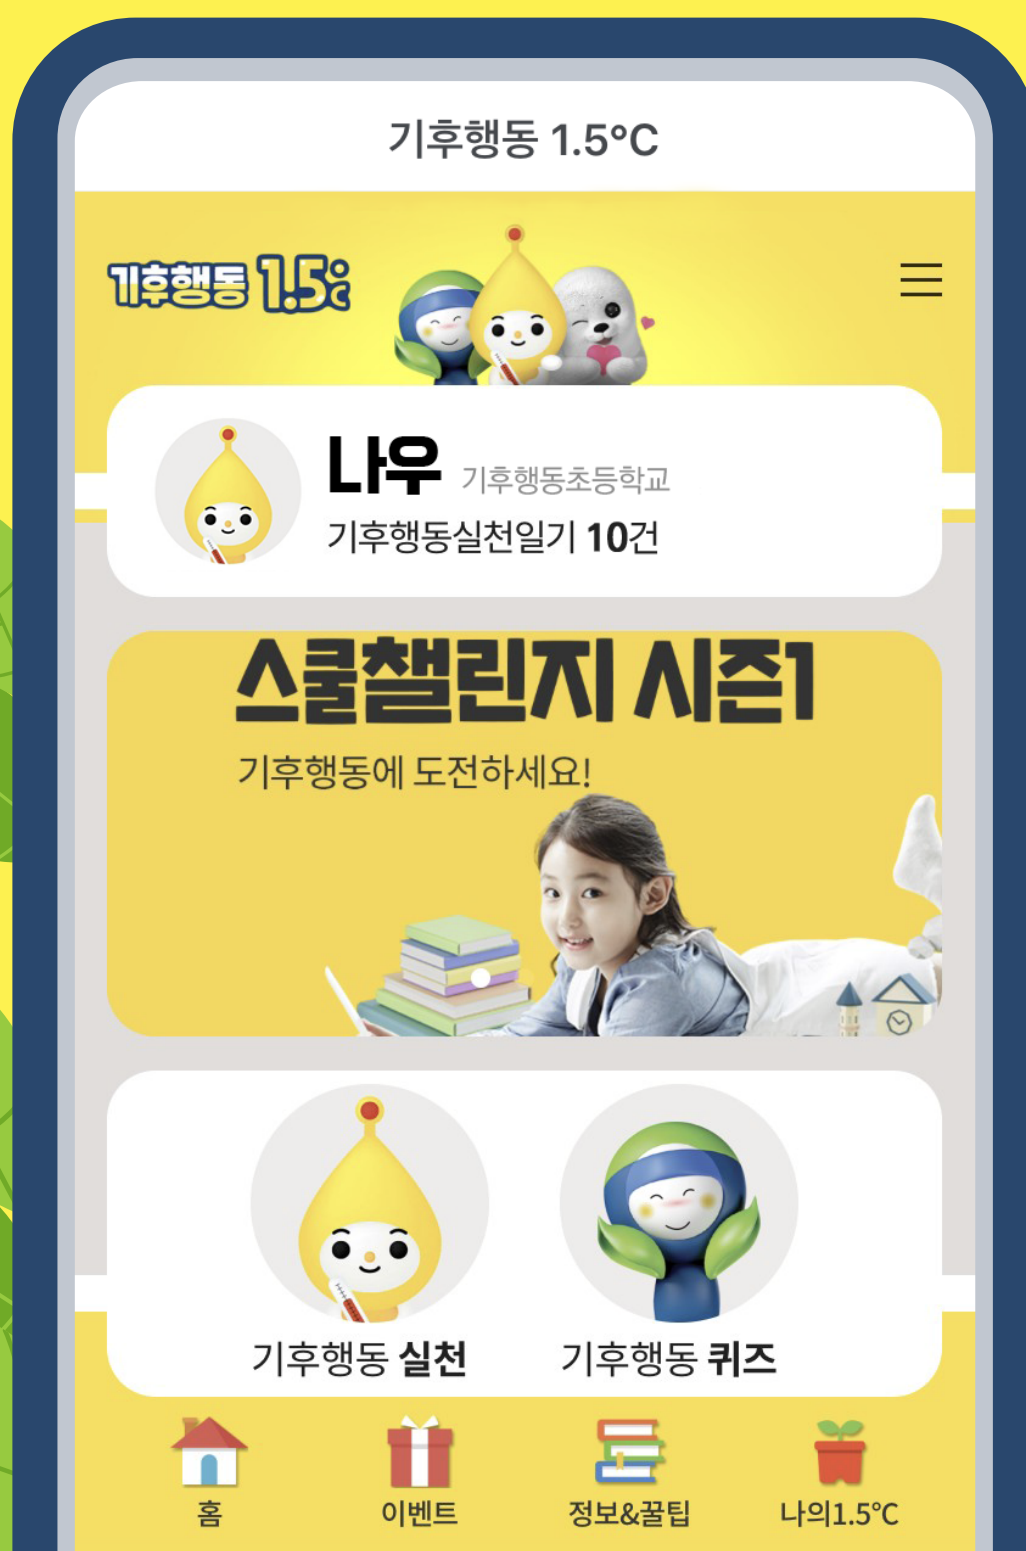 기후행동 1.5°C
기후행동 1.5°C
나우 기후행동초등학교
기후행동실천일기 10건
스쿨챌린지 시즌1
기후행동에 도전하세요!
기후행동 실천 기후행동 퀴즈
홈 이벤트 정보&꿀팁 나의1.5°C